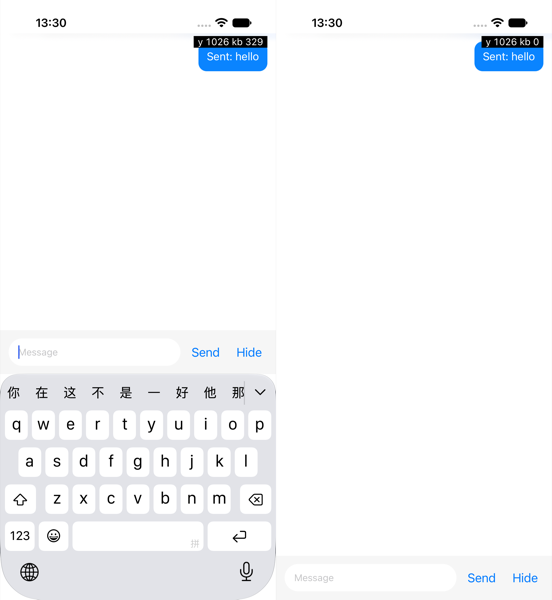 13:30
y 1026 kb 329
Sent: hello
Message
Send
Hide
你 在 这 不 是 一 好 他 那
q w e r t y u i o p
a s d f g h j k l
z x c v b n m
123
拼
13:30
y 1026 kb 0
Sent: hello
Message
Send
Hide